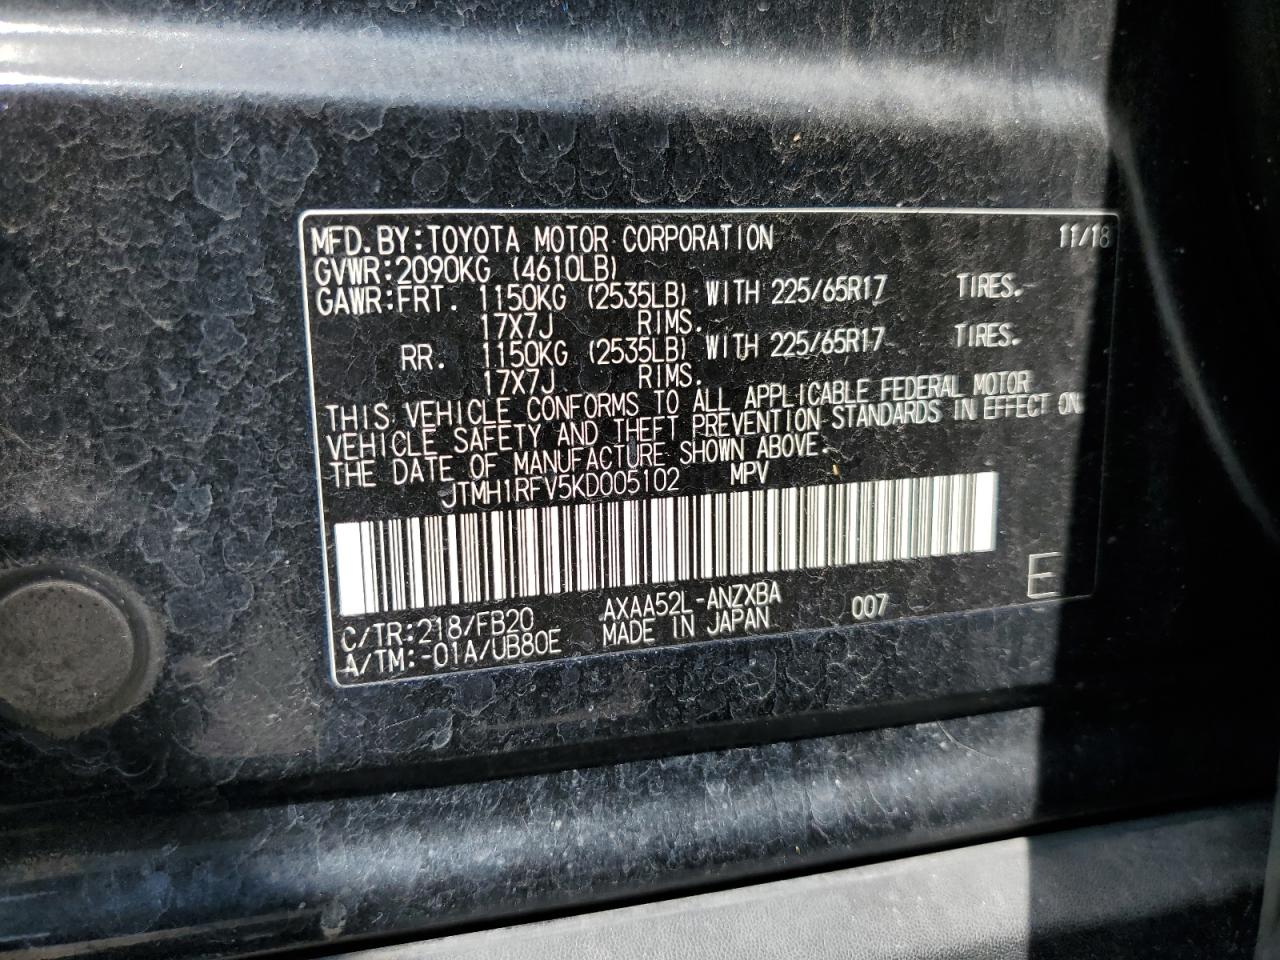 MFD.BY:TOYOTA MOTOR CORPORATION 11/18
GVWR:2090KG (4610LB)
GAWR:FRT. 1150KG (2535LB) WITH 225/65R17 TIRES.
17X7J RIMS.
RR. 1150KG (2535LB) WITH 225/65R17 TIRES.
17X7J RIMS.
THIS VEHICLE CONFORMS TO ALL APPLICABLE FEDERAL MOTOR
VEHICLE SAFETY AND THEFT PREVENTION STANDARDS IN EFFECT ON
THE DATE OF MANUFACTURE SHOWN ABOVE.
JTMH1RFV5KD005102 MPV
E
C/TR:218/FB20 AXAA52L-ANZXBA 007
A/TM:-01A/UB80E MADE IN JAPAN